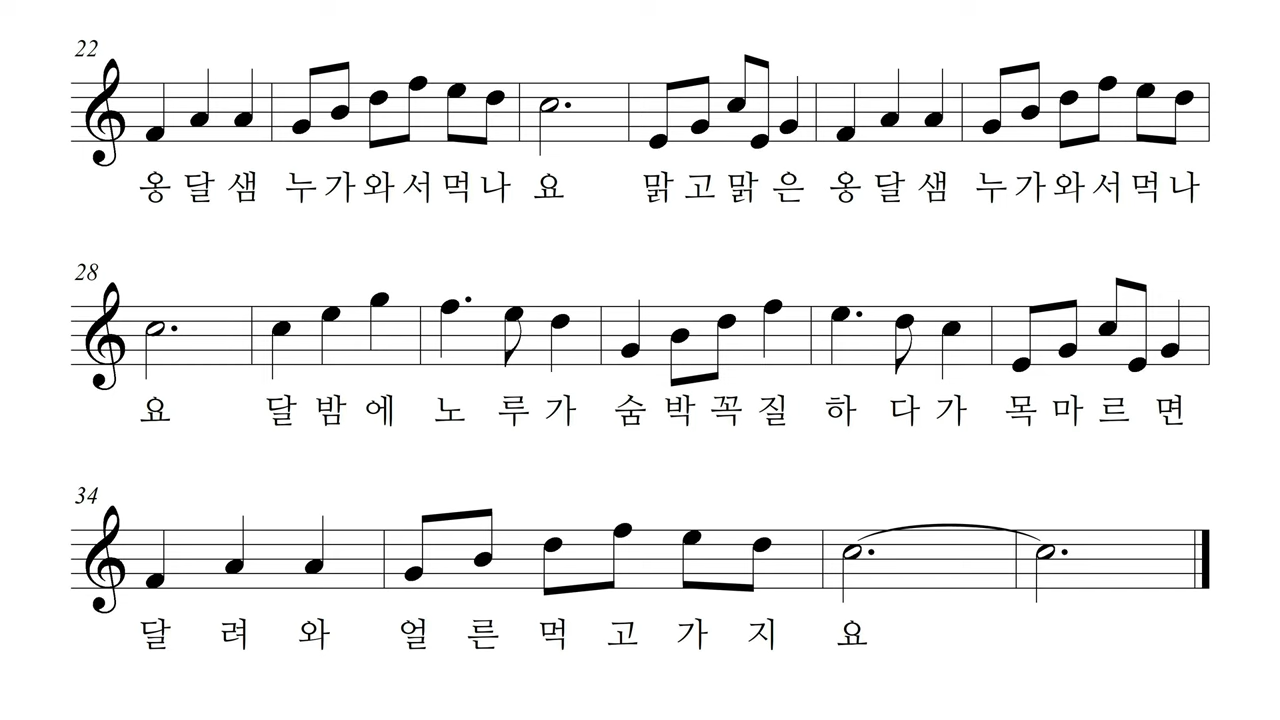 22
옹 달 샘 누 가 와 서 먹 나 요 맑 고 맑 은 옹 달 샘 누 가 와 서 먹 나
28
요 달 밤 에 노 루 가 숨 박 꼭 질 하 다 가 목 마 르 면
34
달 려 와 얼 른 먹 고 가 지 요